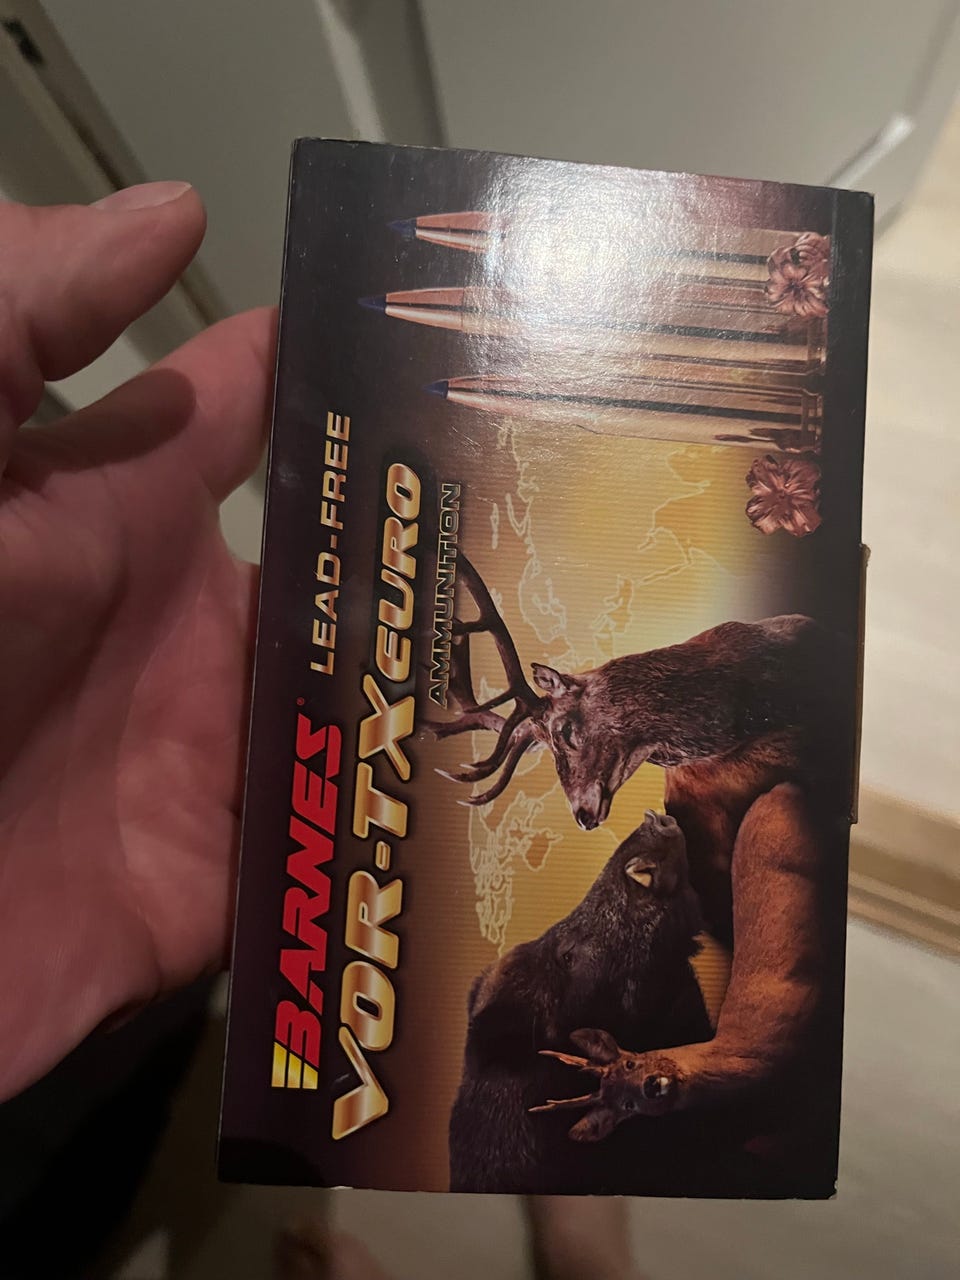 BARNES® LEAD-FREE
VOR-TX EURO
AMMUNITION